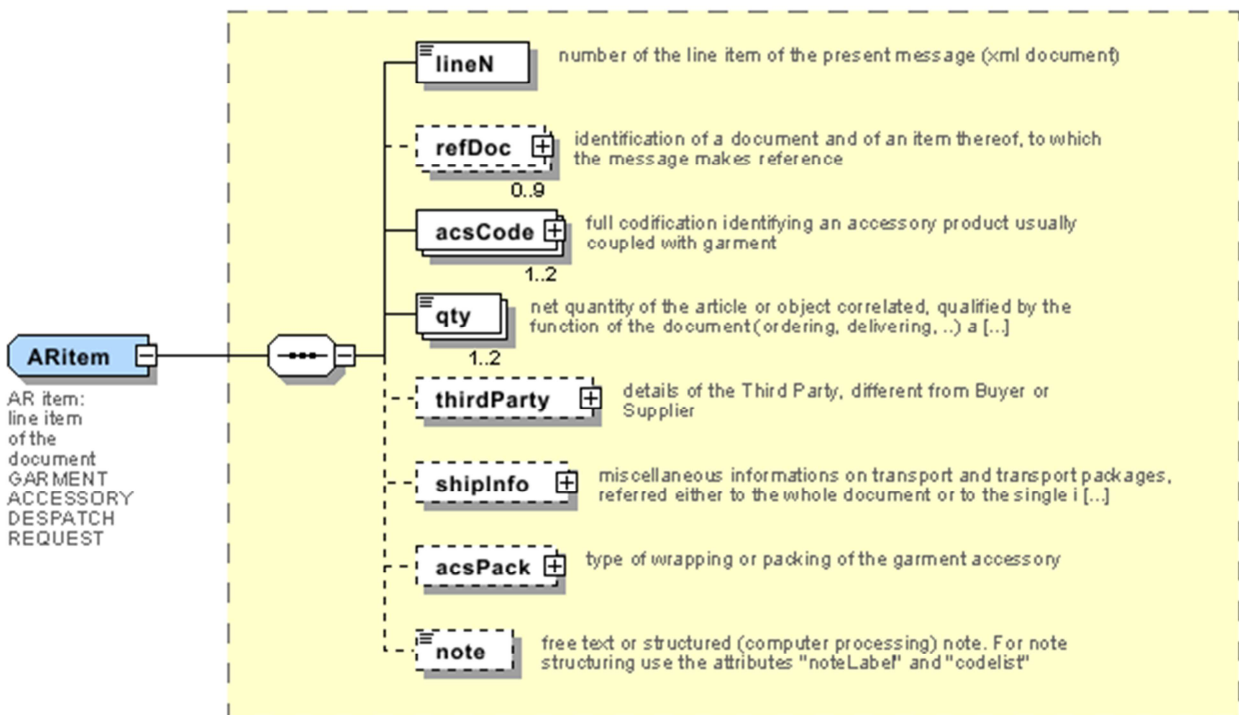 lineN
number of the line item of the present message (xml document)
refDoc
identification of a document and of an item thereof, to which
the message makes reference
0..9
acsCode
full codification identifying an accessory product usually
coupled with garment
1..2
qty
net quantity of the article or object correlated, qualified by the
function of the document (ordering, delivering, ..) a [...]
1..2
ARitem
AR item:
line item
of the
document
GARMENT
ACCESSORY
DESPATCH
REQUEST
thirdParty
details of the Third Party, different from Buyer or
Supplier
shipInfo
miscellaneous informations on transport and transport packages,
referred either to the whole document or to the single i [...]
acsPack
type of wrapping or packing of the garment accessory
note
free text or structured (computer processing) note. For note
structuring use the attributes "noteLabel" and "codelist"